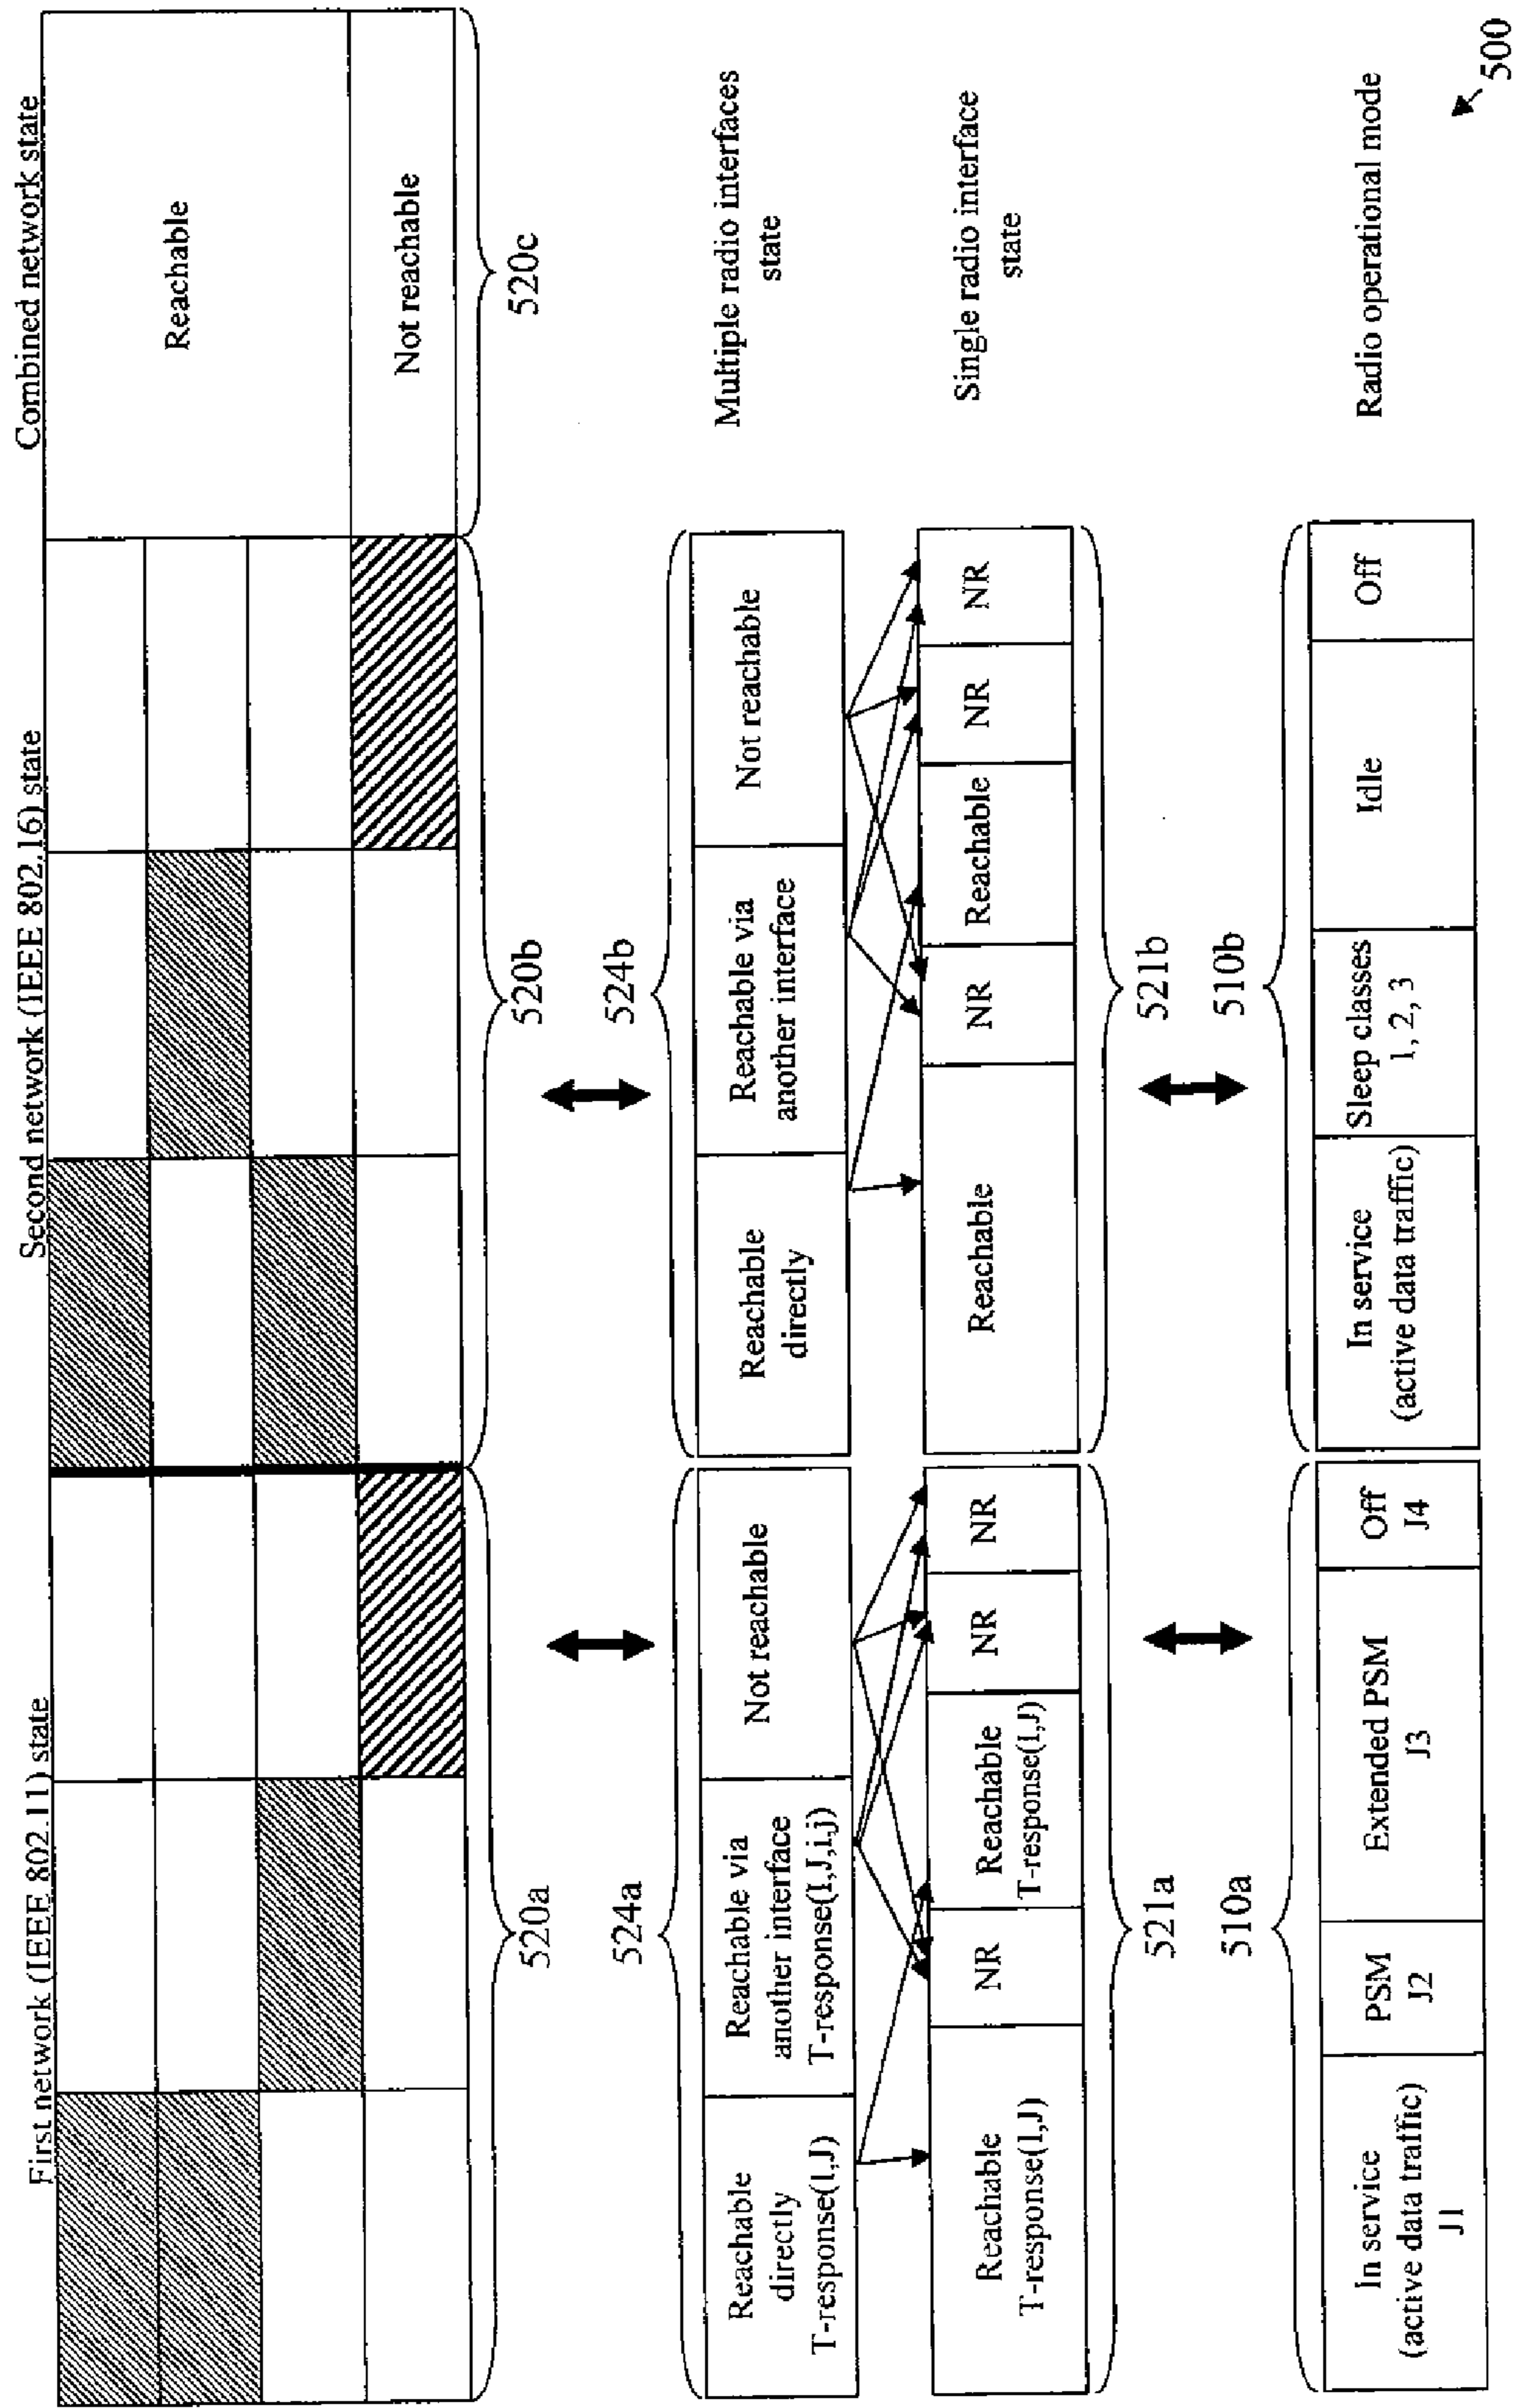 First network (IEEE 802.11) state
Second network (IEEE 802.16) state
Combined network state
Reachable
Not reachable
520a
520b
520c
524a
524b
Reachable
directly
T-response(I,J)
Reachable via
another interface
T-response(I,J,i,j)
Not reachable
Reachable
directly
Reachable via
another interface
Not reachable
Multiple radio interfaces
state
Reachable
T-response(I,J)
NR
Reachable
T-response(I,J)
NR
NR
Reachable
NR
Reachable
NR
NR
Single radio interface
state
521a
521b
510a
510b
In service
(active data traffic)
J1
PSM
J2
Extended PSM
J3
Off
J4
In service
(active data traffic)
Sleep classes
1, 2, 3
Idle
Off
Radio operational mode
500